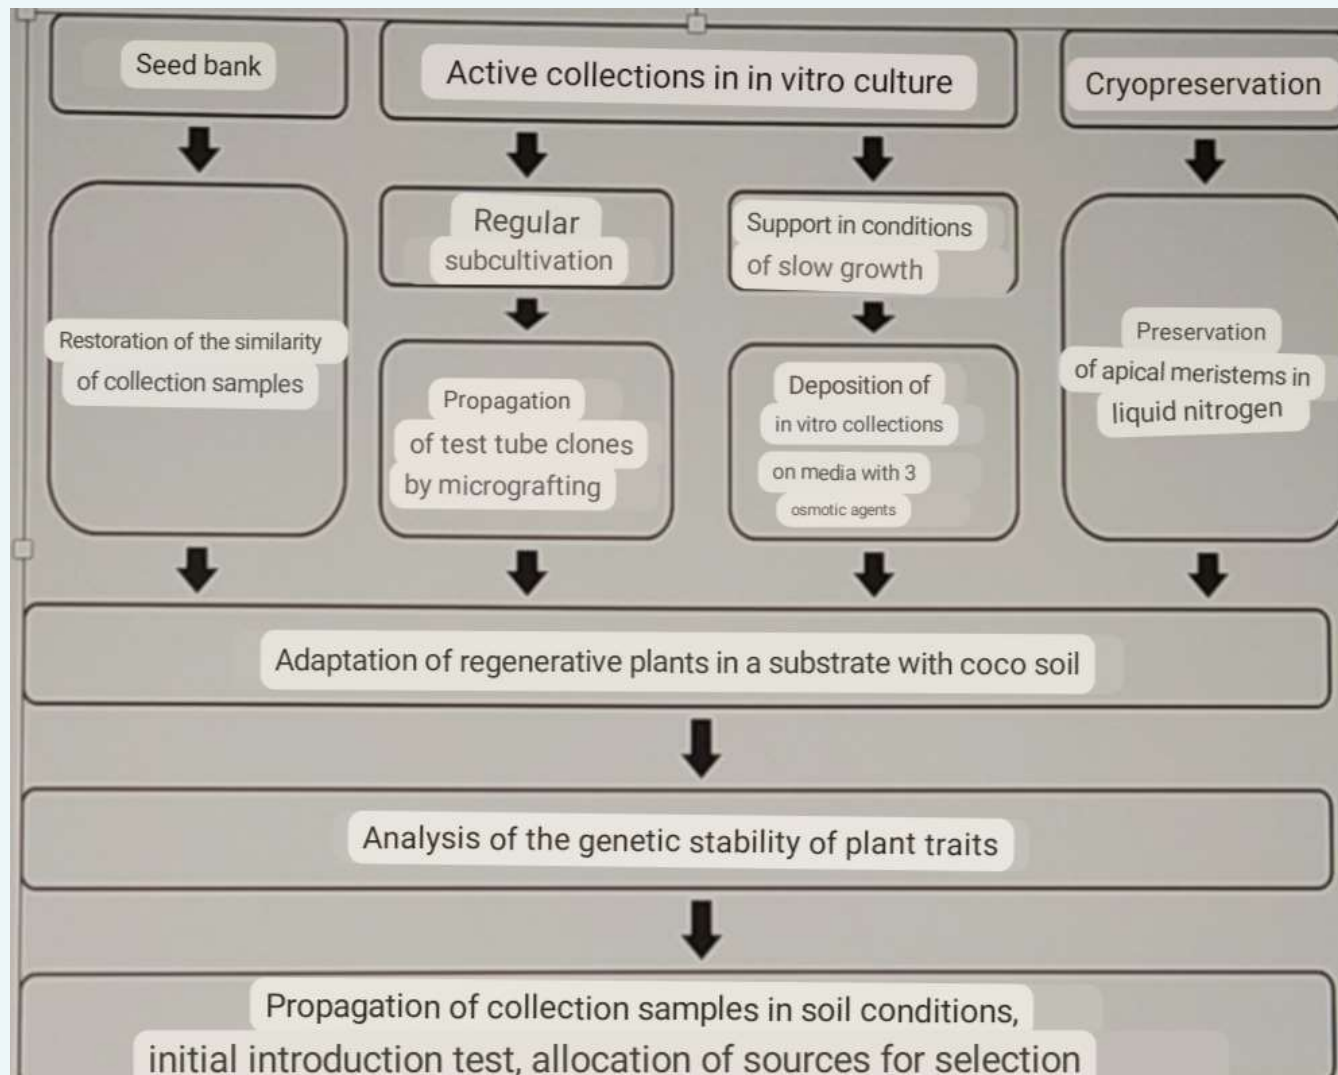 Seed bank
Active collections in in vitro culture
Cryopreservation
Regular
subcultivation
Support in conditions
of slow growth
Restoration of the similarity
of collection samples
Propagation
of test tube clones
by micrografting
Deposition of
in vitro collections
on media with 3
osmotic agents
Preservation
of apical meristems in
liquid nitrogen
Adaptation of regenerative plants in a substrate with coco soil
Analysis of the genetic stability of plant traits
Propagation of collection samples in soil conditions,
initial introduction test, allocation of sources for selection